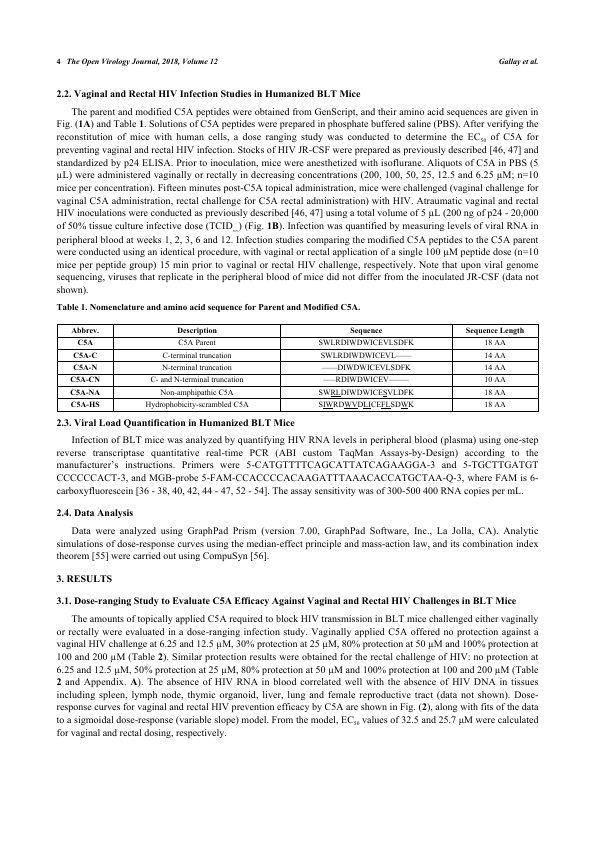 4 The Open Virology Journal, 2018, Volume 12 Gallay et al.
2.2. Vaginal and Rectal HIV Infection Studies in Humanized BLT Mice
The parent and modified C5A peptides were obtained from GenScript, and their amino acid sequences are given in
Fig. (1A) and Table 1. Solutions of C5A peptides were prepared in phosphate buffered saline (PBS). After verifying the
reconstitution of mice with human cells, a dose ranging study was conducted to determine the EC50 of C5A for
preventing vaginal and rectal HIV infection. Stocks of HIV JR-CSF were prepared as previously described [46, 47] and
standardized by p24 ELISA. Prior to inoculation, mice were anesthetized with isoflurane. Aliquots of C5A in PBS (5
µL) were administered vaginally or rectally in decreasing concentrations (200, 100, 50, 25, 12.5 and 6.25 µM; n=10
mice per concentration). Fifteen minutes post-C5A topical administration, mice were challenged (vaginal challenge for
vaginal C5A administration, rectal challenge for C5A rectal administration) with HIV. Atraumatic vaginal and rectal
HIV inoculations were conducted as previously described [46, 47] using a total volume of 5 µL (200 ng of p24 - 20,000
of 50% tissue culture infective dose (TCID50) (Fig. 1B). Infection was quantified by measuring levels of viral RNA in
peripheral blood at weeks 1, 2, 3, 6 and 12. Infection studies comparing the modified C5A peptides to the C5A parent
were conducted using an identical procedure, with vaginal or rectal application of a single 100 µM peptide dose (n=10
mice per peptide group) 15 min prior to vaginal or rectal HIV challenge, respectively. Note that upon viral genome
sequencing, viruses that replicate in the peripheral blood of mice did not differ from the inoculated JR-CSF (data not
shown).
Table 1. Nomenclature and amino acid sequence for Parent and Modified C5A.
Abbrev. Description Sequence Sequence Length
C5A C5A Parent SWLRDIWDWICEVLSDFK 18 AA
C5A-C C-terminal truncation SWLRDIWDWICEVL—— 14 AA
C5A-N N-terminal truncation ——DIWDWICEVLSDFK 14 AA
C5A-CN C- and N-terminal truncation —–RDIWDWICEV—–– 10 AA
C5A-NA Non-amphipathic C5A SWRLDIWDWICESVLDFK 18 AA
C5A-HS Hydrophobicity-scrambled C5A SIWRDWVDLICEFLSDWK 18 AA
2.3. Viral Load Quantification in Humanized BLT Mice
Infection of BLT mice was analyzed by quantifying HIV RNA levels in peripheral blood (plasma) using one-step
reverse transcriptase quantitative real-time PCR (ABI custom TaqMan Assays-by-Design) according to the
manufacturer's instructions. Primers were 5-CATGTTTTCAGCATTATCAGAAGGA-3 and 5-TGCTTGATGT
CCCCCCACT-3, and MGB-probe 5-FAM-CCACCCCACAAGATTTAAACACCATGCTAA-Q-3, where FAM is 6-
carboxyfluorescein [36 - 38, 40, 42, 44 - 47, 52 - 54]. The assay sensitivity was of 300-500 400 RNA copies per mL.
2.4. Data Analysis
Data were analyzed using GraphPad Prism (version 7.00, GraphPad Software, Inc., La Jolla, CA). Analytic
simulations of dose-response curves using the median-effect principle and mass-action law, and its combination index
theorem [55] were carried out using CompuSyn [56].
3. RESULTS
3.1. Dose-ranging Study to Evaluate C5A Efficacy Against Vaginal and Rectal HIV Challenges in BLT Mice
The amounts of topically applied C5A required to block HIV transmission in BLT mice challenged either vaginally
or rectally were evaluated in a dose-ranging infection study. Vaginally applied C5A offered no protection against a
vaginal HIV challenge at 6.25 and 12.5 µM, 30% protection at 25 µM, 80% protection at 50 µM and 100% protection at
100 and 200 µM (Table 2). Similar protection results were obtained for the rectal challenge of HIV: no protection at
6.25 and 12.5 µM, 50% protection at 25 µM, 80% protection at 50 µM and 100% protection at 100 and 200 µM (Table
2 and Appendix. A). The absence of HIV RNA in blood correlated well with the absence of HIV DNA in tissues
including spleen, lymph node, thymic organoid, liver, lung and female reproductive tract (data not shown). Dose-
response curves for vaginal and rectal HIV prevention efficacy by C5A are shown in Fig. (2), along with fits of the data
to a sigmoidal dose-response (variable slope) model. From the model, EC50 values of 32.5 and 25.7 µM were calculated
for vaginal and rectal dosing, respectively.